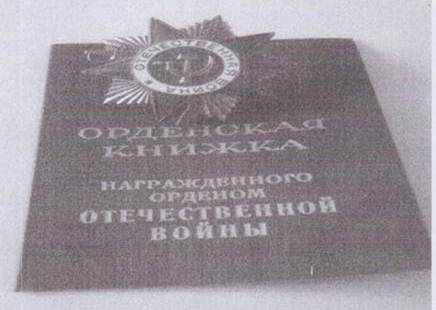 ОТЕЧЕСТВЕННАЯ ВОЙНА
ОРДЕНСКАЯ
КНИЖКА
НАГРАЖДЕННОГО
ОРДЕНОМ
ОТЕЧЕСТВЕННОЙ
ВОЙНЫ